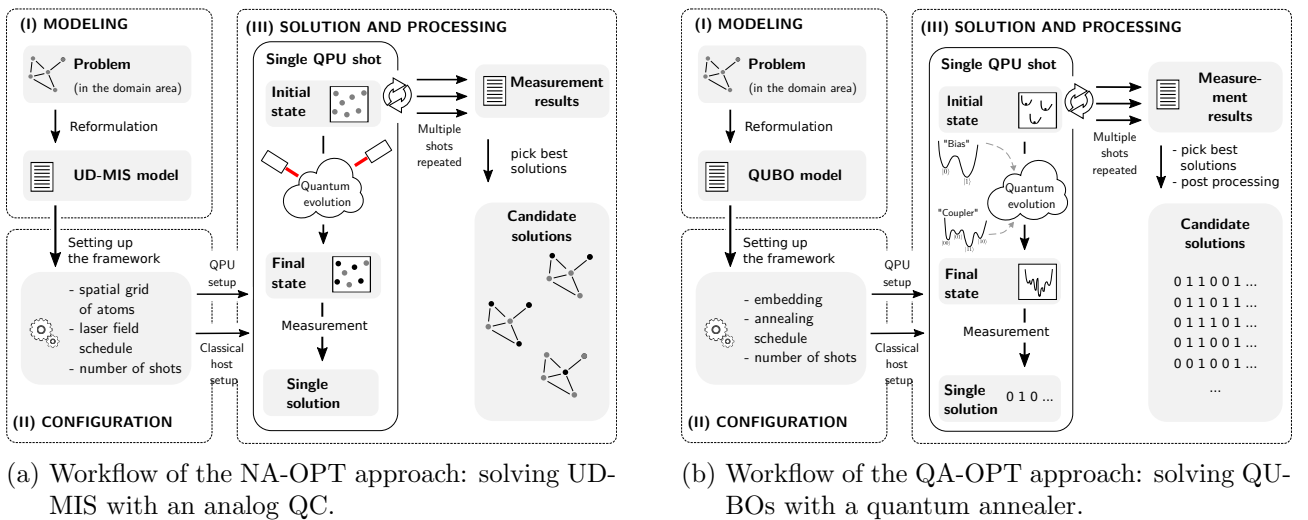 (I) MODELING
Problem
(in the domain area)
Reformulation
UD-MIS model
Setting up
the framework
- spatial grid
of atoms
- laser field
schedule
- number of shots
(II) CONFIGURATION
QPU
setup
Classical
host
setup
(III) SOLUTION AND PROCESSING
Single QPU shot
Initial
state
Quantum
evolution
Final
state
Measurement
Single
solution
Multiple
shots
repeated
Measurement
results
pick best
solutions
Candidate
solutions
(a) Workflow of the NA-OPT approach: solving UD-
MIS with an analog QC.
(I) MODELING
Problem
(in the domain area)
Reformulation
QUBO model
Setting up
the framework
- embedding
- annealing
schedule
- number of shots
(II) CONFIGURATION
QPU
setup
Classical
host
setup
(III) SOLUTION AND PROCESSING
Single QPU shot
Initial
state
"Bias"
|0⟩
|1⟩
Quantum
evolution
"Coupler"
Final
state
Measurement
Single
solution
0 1 0 ...
Multiple
shots
repeated
Measure-
ment
results
- pick best
solutions
- post processing
Candidate
solutions
0 1 1 0 0 1 ...
0 1 1 0 1 1 ...
0 1 1 1 0 1 ...
0 1 1 0 0 1 ...
0 0 1 0 0 1 ...
...
(b) Workflow of the QA-OPT approach: solving QU-
BOs with a quantum annealer.